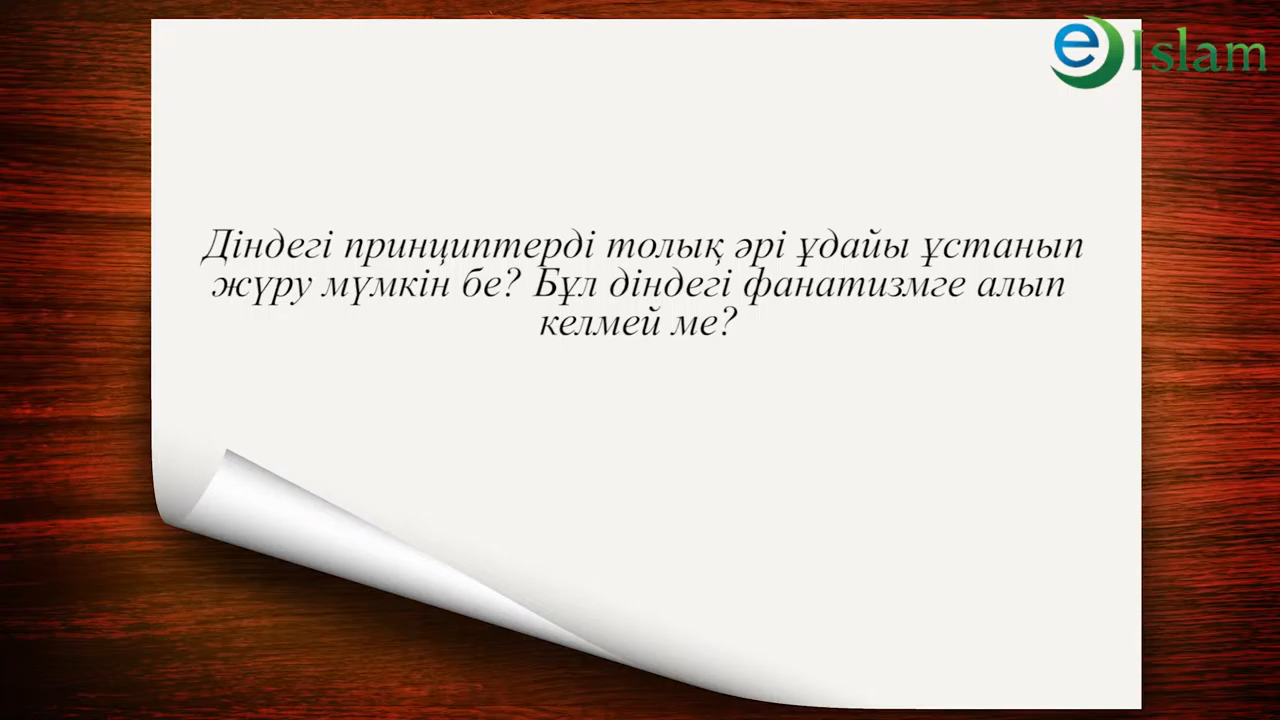 e Islam
Діндегі принциптерді толық әрі ұдайы ұстанып
жүру мүмкін бе? Бұл діндегі фанатизмге алып
келмей ме?